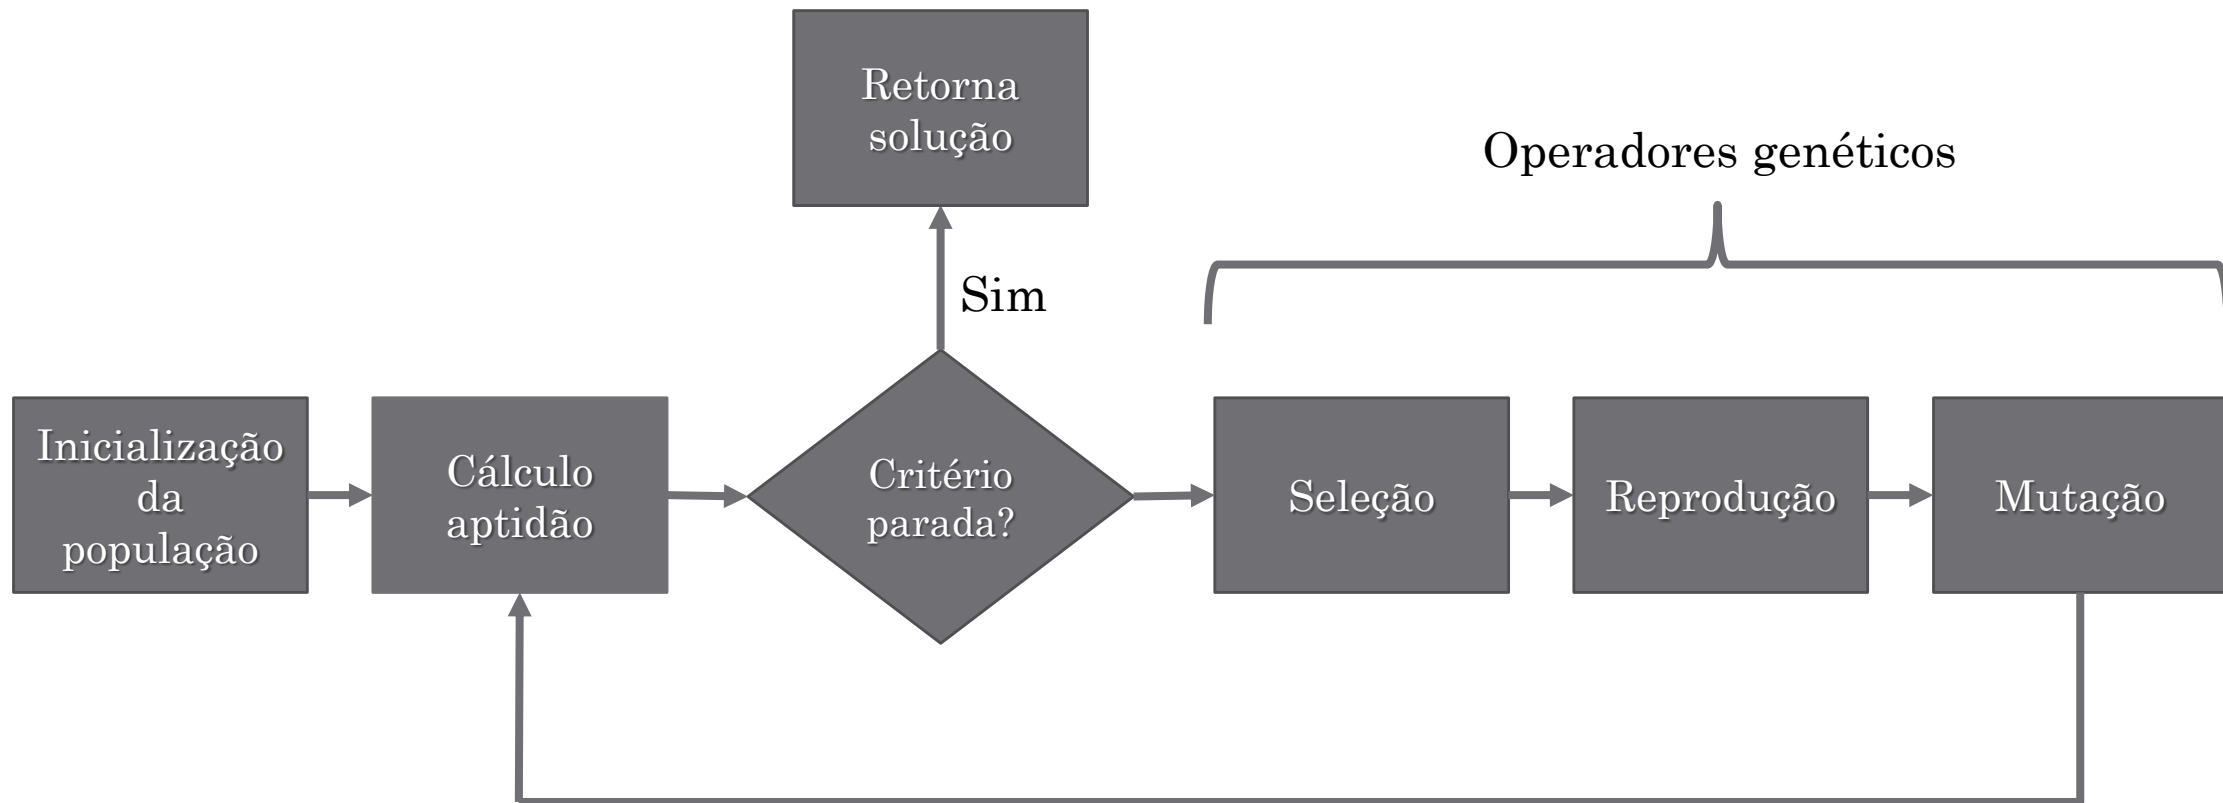 Retorna
solução
Operadores genéticos
Sim
Inicialização
da
população
Cálculo
aptidão
Critério
parada?
Seleção
Reprodução
Mutação